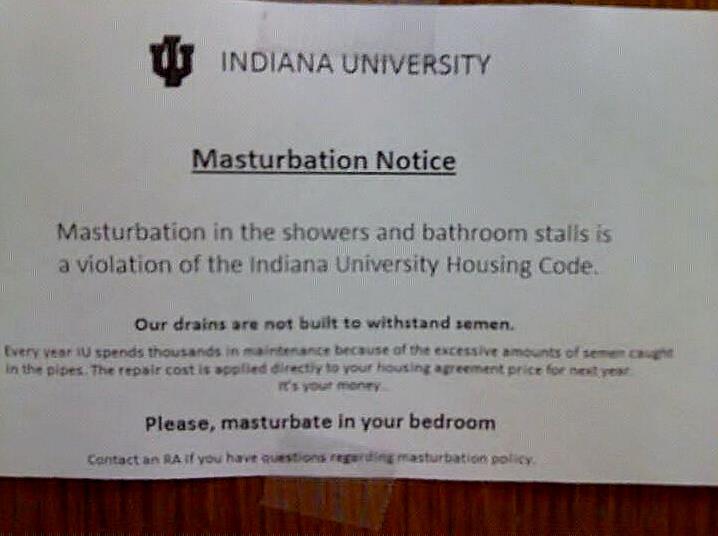 INDIANA UNIVERSITY
Masturbation Notice
Masturbation in the showers and bathroom stalls is
a violation of the Indiana University Housing Code.
Our drains are not built to withstand semen.
Every year IU spends thousands in maintenance because of the excessive amounts of semen caught
in the pipes. The repair cost is applied directly to your housing agreement price for next year.
It's your money.
Please, masturbate in your bedroom
Contact an RA if you have questions regarding masturbation policy.